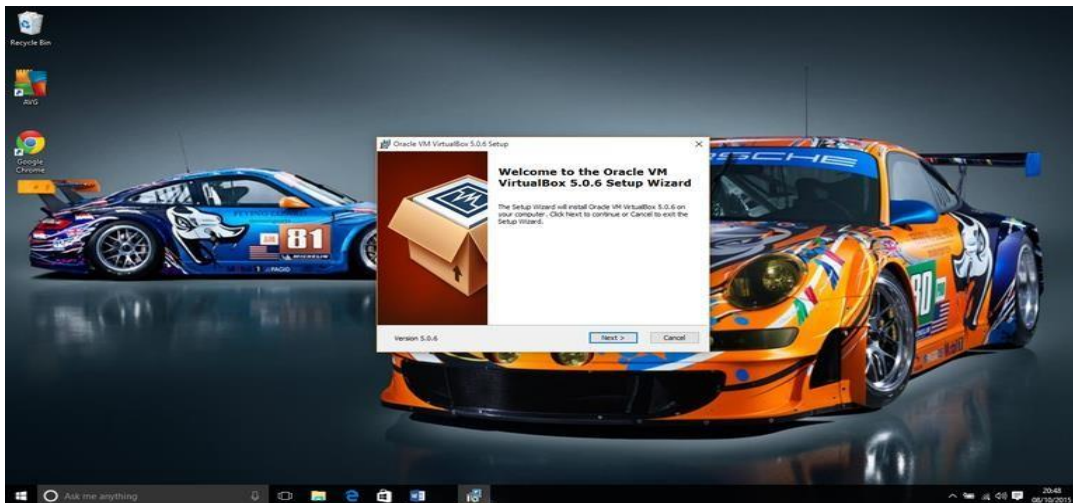 Recycle Bin
AVG
Google
Chrome
Oracle VM VirtualBox 5.0.6 Setup
Welcome to the Oracle VM
VirtualBox 5.0.6 Setup Wizard
The Setup Wizard will install Oracle VM VirtualBox 5.0.6 on
your computer. Click Next to continue or Cancel to exit the
Setup Wizard.
Version 5.0.6
Next >
Cancel
81
MICHELIN
Ask me anything
20:48
08/10/2015